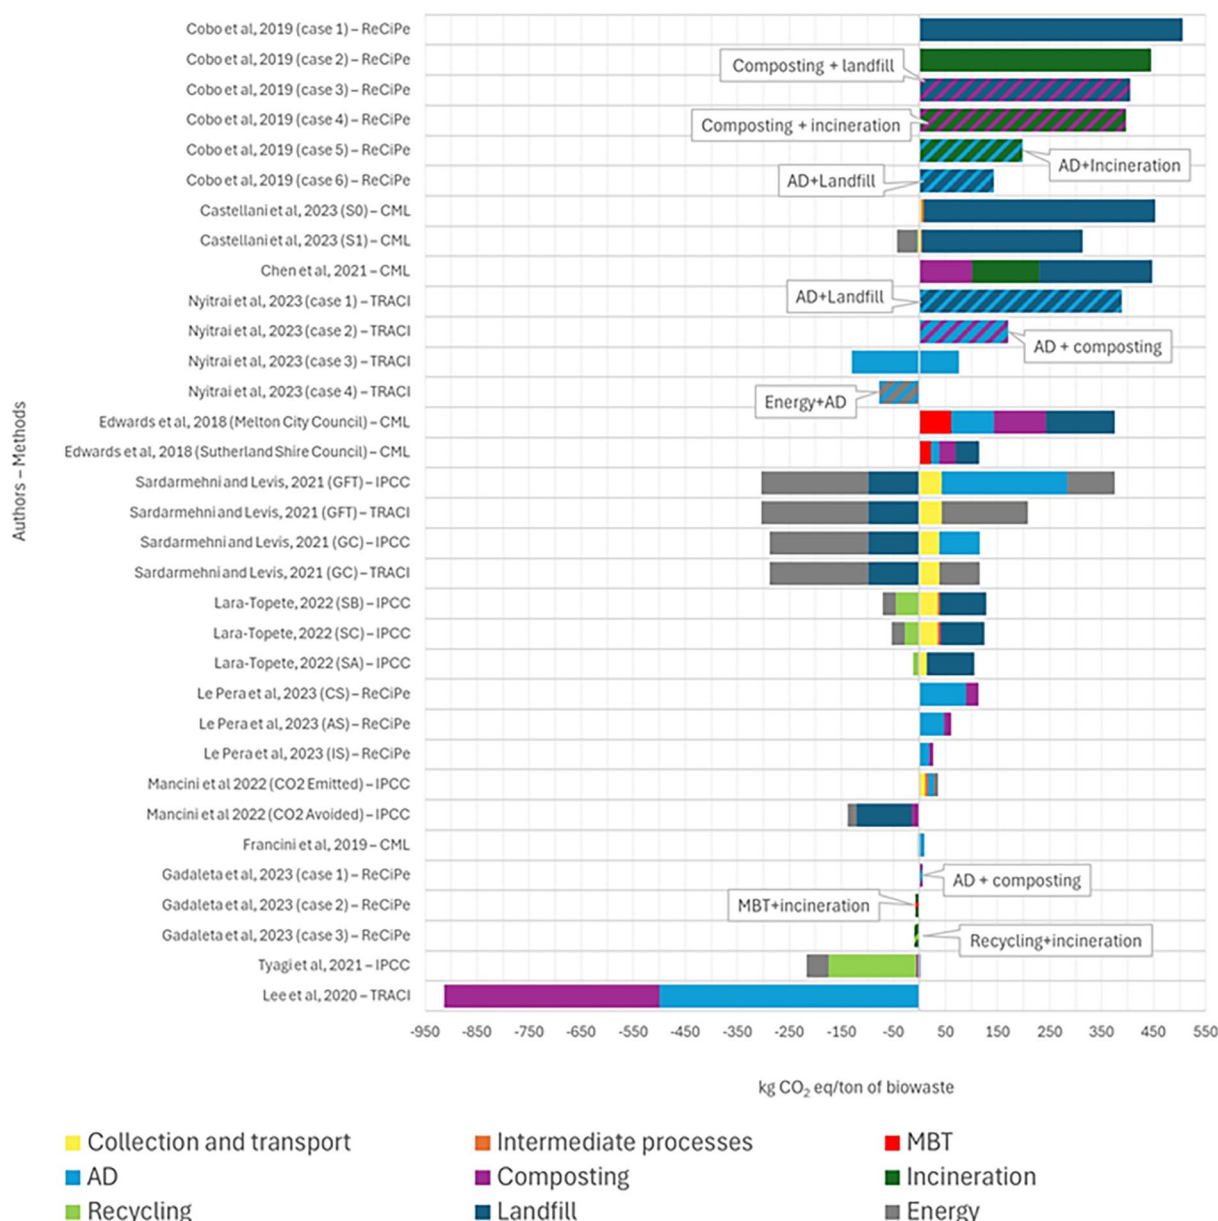 Cobo et al, 2019 (case 1) – ReCiPe
Cobo et al, 2019 (case 2) – ReCiPe
Composting + landfill
Cobo et al, 2019 (case 3) – ReCiPe
Cobo et al, 2019 (case 4) – ReCiPe
Composting + incineration
Cobo et al, 2019 (case 5) – ReCiPe
AD+Incineration
Cobo et al, 2019 (case 6) – ReCiPe
AD+Landfill
Castellani et al, 2023 (S0) – CML
Castellani et al, 2023 (S1) – CML
Chen et al, 2021 – CML
Nyitrai et al, 2023 (case 1) – TRACI
AD+Landfill
Nyitrai et al, 2023 (case 2) – TRACI
AD + composting
Nyitrai et al, 2023 (case 3) – TRACI
Nyitrai et al, 2023 (case 4) – TRACI
Energy+AD
Edwards et al, 2018 (Melton City Council) – CML
Edwards et al, 2018 (Sutherland Shire Council) – CML
Sardarmehni and Levis, 2021 (GFT) – IPCC
Sardarmehni and Levis, 2021 (GFT) – TRACI
Sardarmehni and Levis, 2021 (GC) – IPCC
Sardarmehni and Levis, 2021 (GC) – TRACI
Lara-Topete, 2022 (SB) – IPCC
Lara-Topete, 2022 (SC) – IPCC
Lara-Topete, 2022 (SA) – IPCC
Le Pera et al, 2023 (CS) – ReCiPe
Le Pera et al, 2023 (AS) – ReCiPe
Le Pera et al, 2023 (IS) – ReCiPe
Mancini et al 2022 (CO2 Emitted) – IPCC
Mancini et al 2022 (CO2 Avoided) – IPCC
Francini et al, 2019 – CML
Gadaleta et al, 2023 (case 1) – ReCiPe
AD + composting
Gadaleta et al, 2023 (case 2) – ReCiPe
MBT+incineration
Gadaleta et al, 2023 (case 3) – ReCiPe
Recycling+incineration
Tyagi et al, 2021 – IPCC
Lee et al, 2020 – TRACI
Authors – Methods
-950 -850 -750 -650 -550 -450 -350 -250 -150 -50 50 150 250 350 450 550
kg CO₂ eq/ton of biowaste
Collection and transport Intermediate processes MBT
AD Composting Incineration
Recycling Landfill Energy